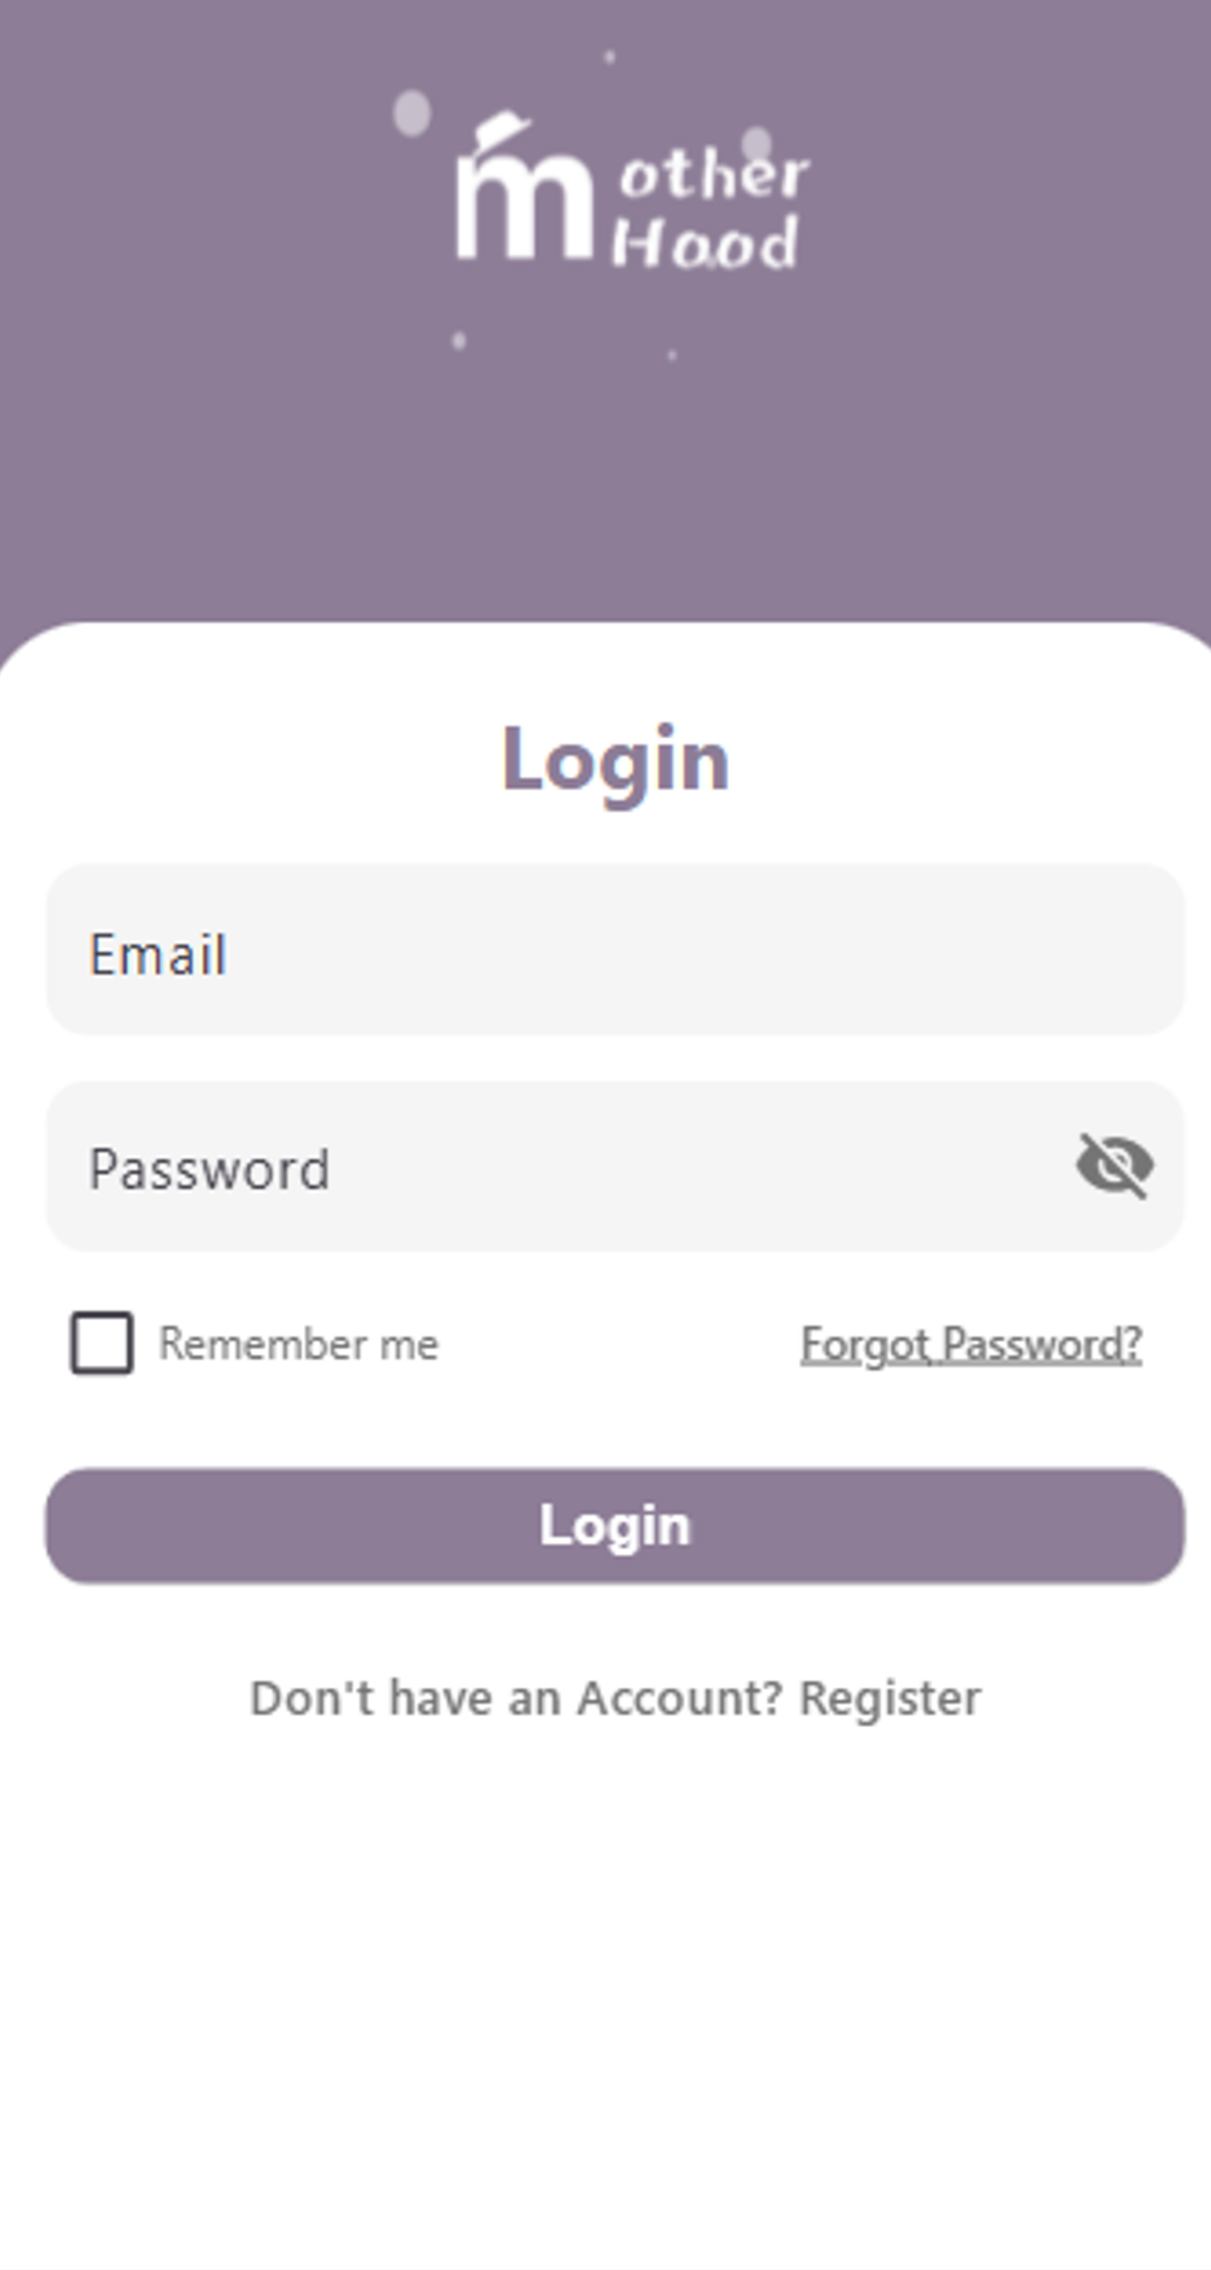 mother
Hood
Login
Email
Password
Remember me
Forgot Password?
Login
Don't have an Account? Register